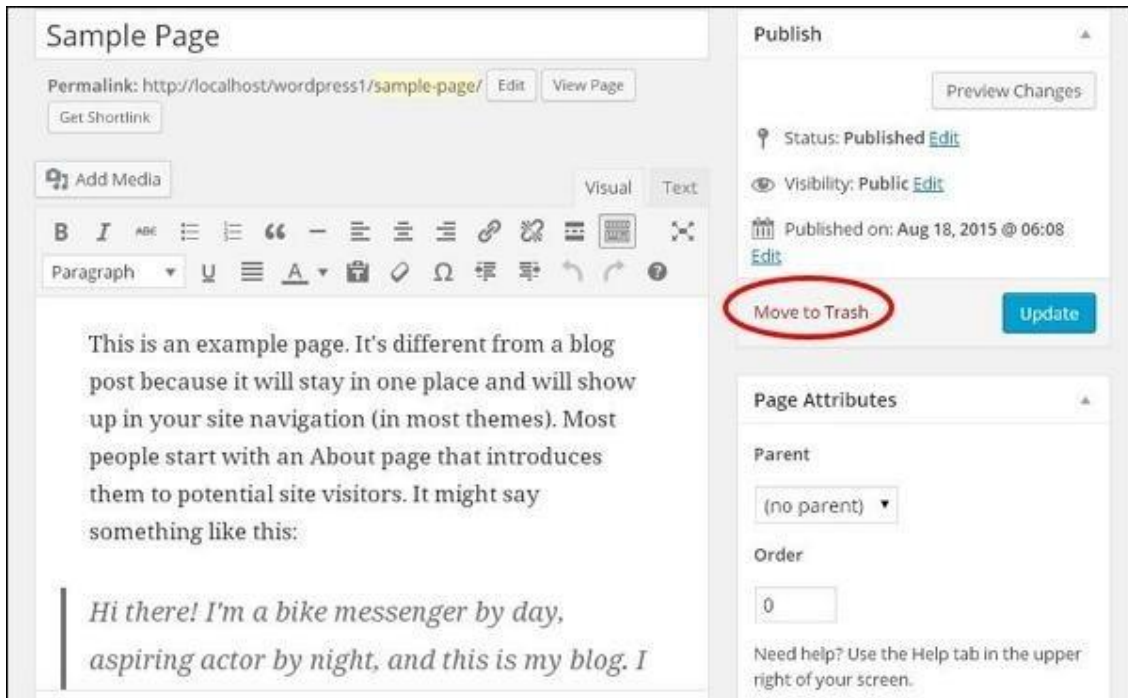 Sample Page
Permalink: http://localhost/wordpress1/sample-page/ Edit View Page
Get Shortlink
Add Media
Visual Text
B I ABC
Paragraph U A Ω
This is an example page. It's different from a blog
post because it will stay in one place and will show
up in your site navigation (in most themes). Most
people start with an About page that introduces
them to potential site visitors. It might say
something like this:
Hi there! I'm a bike messenger by day,
aspiring actor by night, and this is my blog. I
Publish
Preview Changes
Status: Published Edit
Visibility: Public Edit
Published on: Aug 18, 2015 @ 06:08
Edit
Move to Trash Update
Page Attributes
Parent
(no parent)
Order
0
Need help? Use the Help tab in the upper
right of your screen.